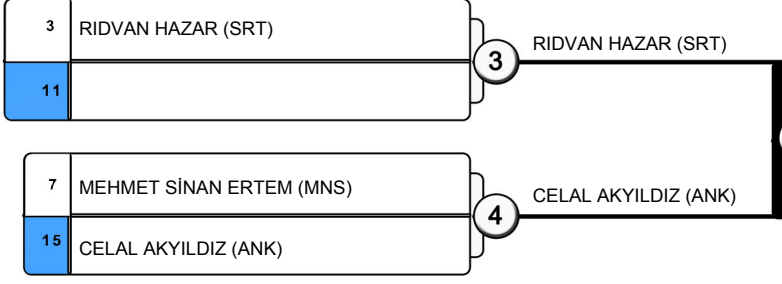 3 RIDVAN HAZAR (SRT)
11
3 RIDVAN HAZAR (SRT)
7 MEHMET SİNAN ERTEM (MNS)
15 CELAL AKYILDIZ (ANK)
4 CELAL AKYILDIZ (ANK)